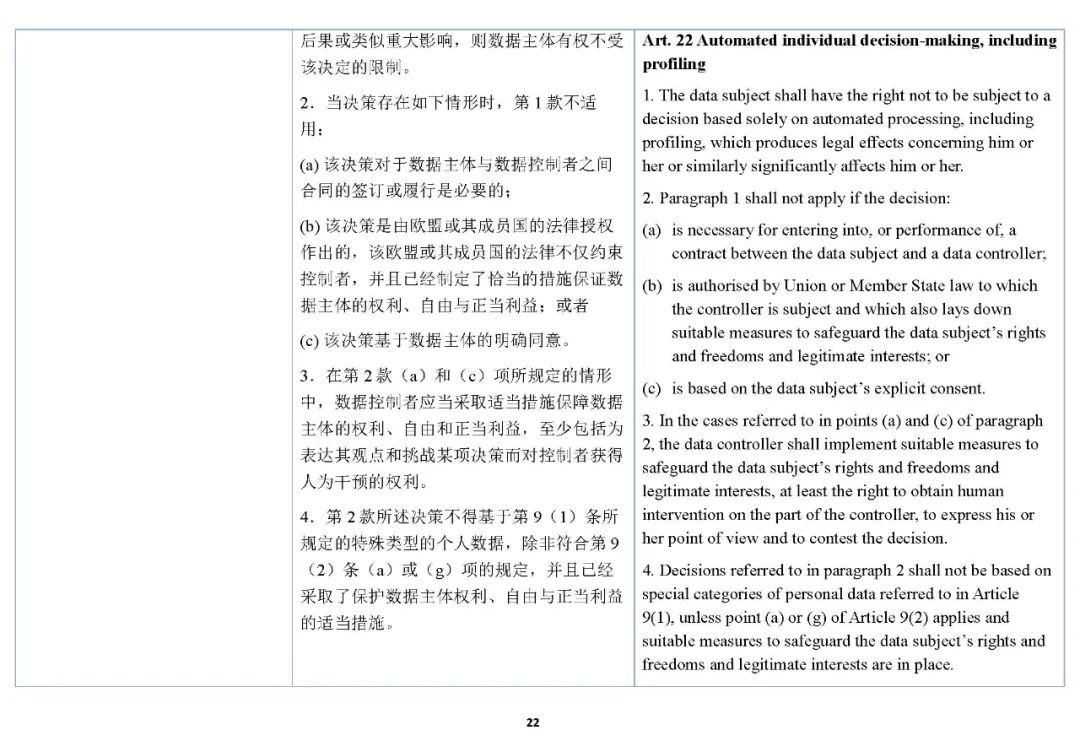 后果或类似重大影响，则数据主体有权不受
该决定的限制。
2．当决策存在如下情形时，第 1 款不适
用：
(a) 该决策对于数据主体与数据控制者之间
合同的签订或履行是必要的；
(b) 该决策是由欧盟或其成员国的法律授权
作出的，该欧盟或其成员国的法律不仅约束
控制者，并且已经制定了恰当的措施保证数
据主体的权利、自由与正当利益；或者
(c) 该决策基于数据主体的明确同意。
3．在第 2 款（a）和（c）项所规定的情形
中，数据控制者应当采取适当措施保障数据
主体的权利、自由和正当利益，至少包括为
表达其观点和挑战某项决策而对控制者获得
人为干预的权利。
4．第 2 款所述决策不得基于第 9（1）条所
规定的特殊类型的个人数据，除非符合第 9
（2）条（a）或（g）项的规定，并且已经
采取了保护数据主体权利、自由与正当利益
的适当措施。
Art. 22 Automated individual decision-making, including
profiling
1. The data subject shall have the right not to be subject to a
decision based solely on automated processing, including
profiling, which produces legal effects concerning him or
her or similarly significantly affects him or her.
2. Paragraph 1 shall not apply if the decision:
(a) is necessary for entering into, or performance of, a
contract between the data subject and a data controller;
(b) is authorised by Union or Member State law to which
the controller is subject and which also lays down
suitable measures to safeguard the data subject’s rights
and freedoms and legitimate interests; or
(c) is based on the data subject’s explicit consent.
3. In the cases referred to in points (a) and (c) of paragraph
2, the data controller shall implement suitable measures to
safeguard the data subject’s rights and freedoms and
legitimate interests, at least the right to obtain human
intervention on the part of the controller, to express his or
her point of view and to contest the decision.
4. Decisions referred to in paragraph 2 shall not be based on
special categories of personal data referred to in Article
9(1), unless point (a) or (g) of Article 9(2) applies and
suitable measures to safeguard the data subject’s rights and
freedoms and legitimate interests are in place.
22